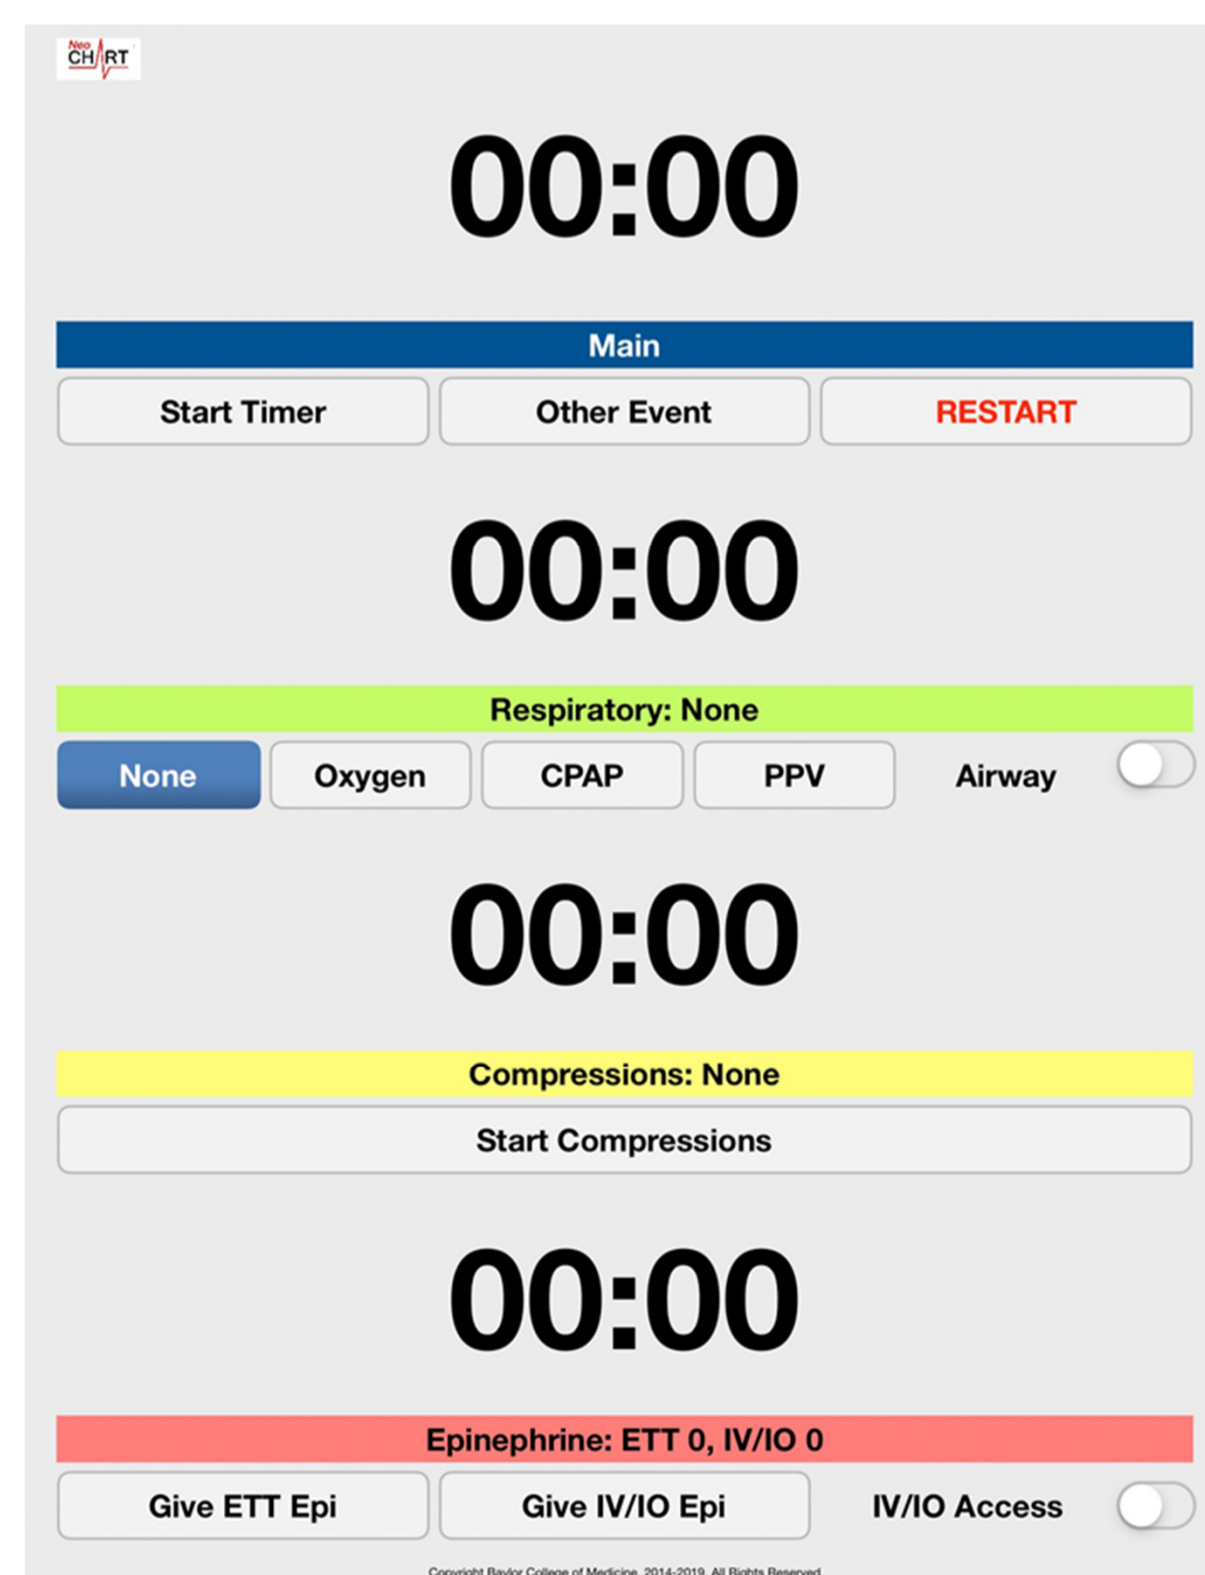 Neo
CHART
00:00
Main
Start Timer Other Event RESTART
00:00
Respiratory: None
None Oxygen CPAP PPV Airway
00:00
Compressions: None
Start Compressions
00:00
Epinephrine: ETT 0, IV/IO 0
Give ETT Epi Give IV/IO Epi IV/IO Access
Copyright Baylor College of Medicine, 2014-2019, All Rights Reserved